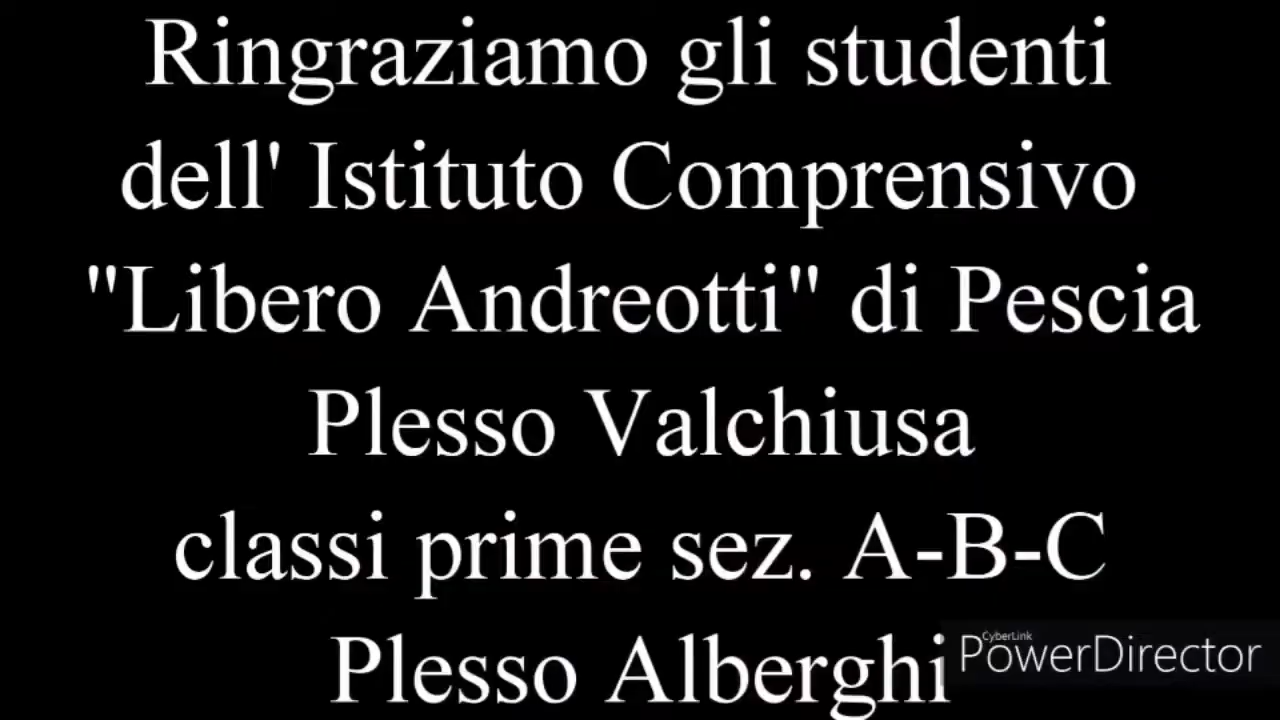 Ringraziamo gli studenti
dell' Istituto Comprensivo
"Libero Andreotti" di Pescia
Plesso Valchiusa
classi prime sez. A-B-C
Plesso Alberghi
CyberLink
PowerDirector